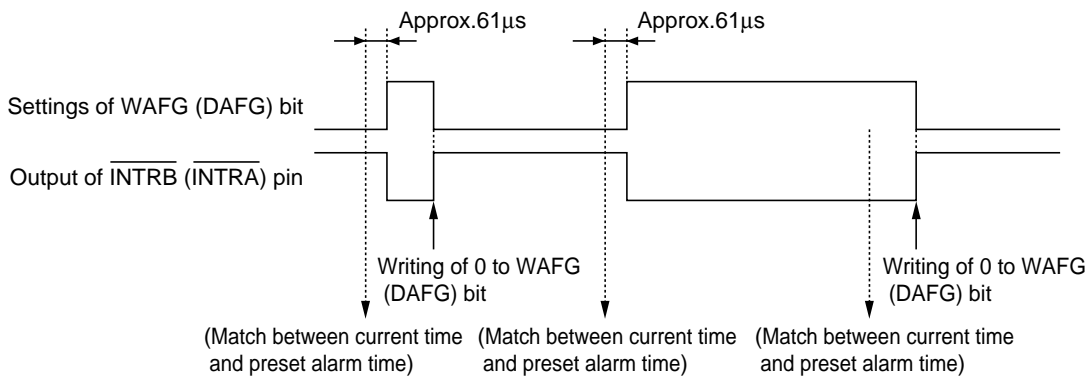 Approx.61μs
Approx.61μs
Settings of WAFG (DAFG) bit
Output of INTRB (INTRA) pin
Writing of 0 to WAFG
(DAFG) bit
Writing of 0 to WAFG
(DAFG) bit
(Match between current time
and preset alarm time)
(Match between current time
and preset alarm time)
(Match between current time
and preset alarm time)